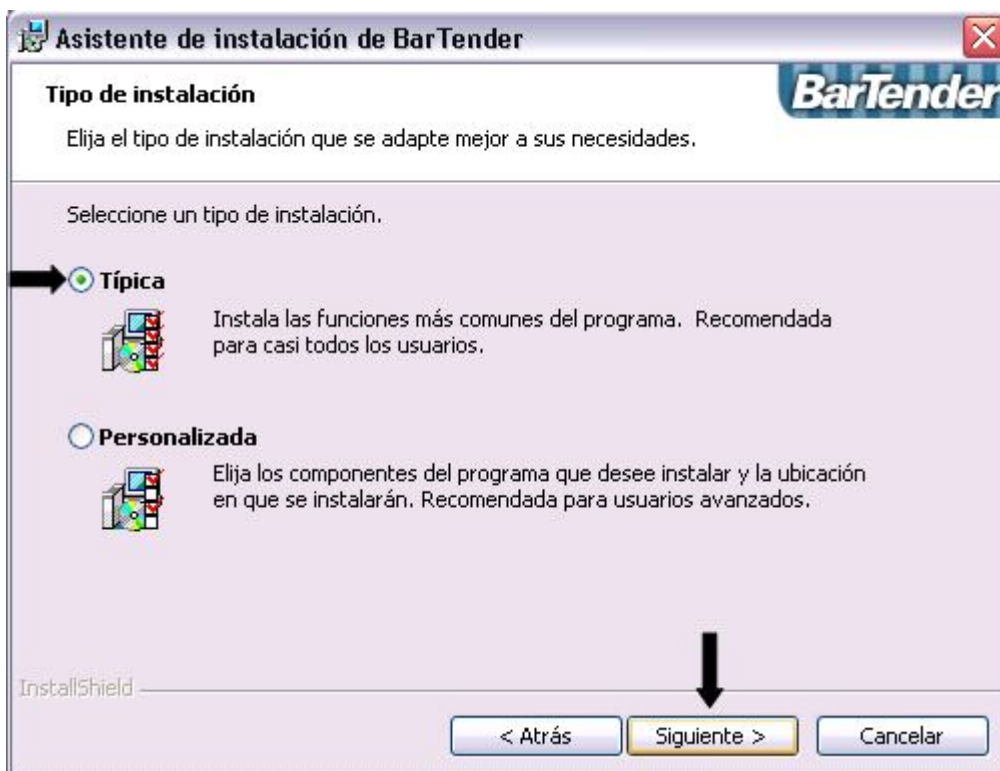 Asistente de instalación de BarTender
BarTender
Tipo de instalación
Elija el tipo de instalación que se adapte mejor a sus necesidades.
Seleccione un tipo de instalación.
Típica
Instala las funciones más comunes del programa. Recomendada
para casi todos los usuarios.
Personalizada
Elija los componentes del programa que desee instalar y la ubicación
en que se instalarán. Recomendada para usuarios avanzados.
InstallShield
< Atrás
Siguiente >
Cancelar